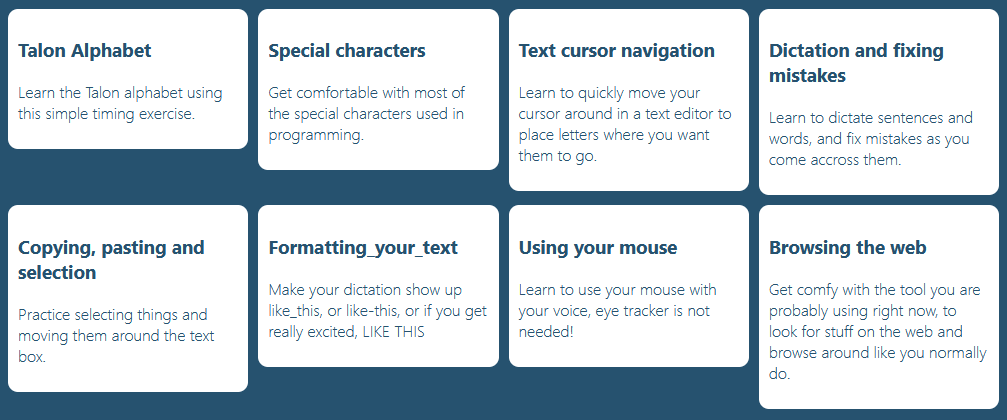 Talon Alphabet
Learn the Talon alphabet using
this simple timing exercise.
Special characters
Get comfortable with most of
the special characters used in
programming.
Text cursor navigation
Learn to quickly move your
cursor around in a text editor to
place letters where you want
them to go.
Dictation and fixing
mistakes
Learn to dictate sentences and
words, and fix mistakes as you
come accross them.
Copying, pasting and
selection
Practice selecting things and
moving them around the text
box.
Formatting_your_text
Make your dictation show up
like_this, or like-this, or if you get
really excited, LIKE THIS
Using your mouse
Learn to use your mouse with
your voice, eye tracker is not
needed!
Browsing the web
Get comfy with the tool you are
probably using right now, to
look for stuff on the web and
browse around like you normally
do.